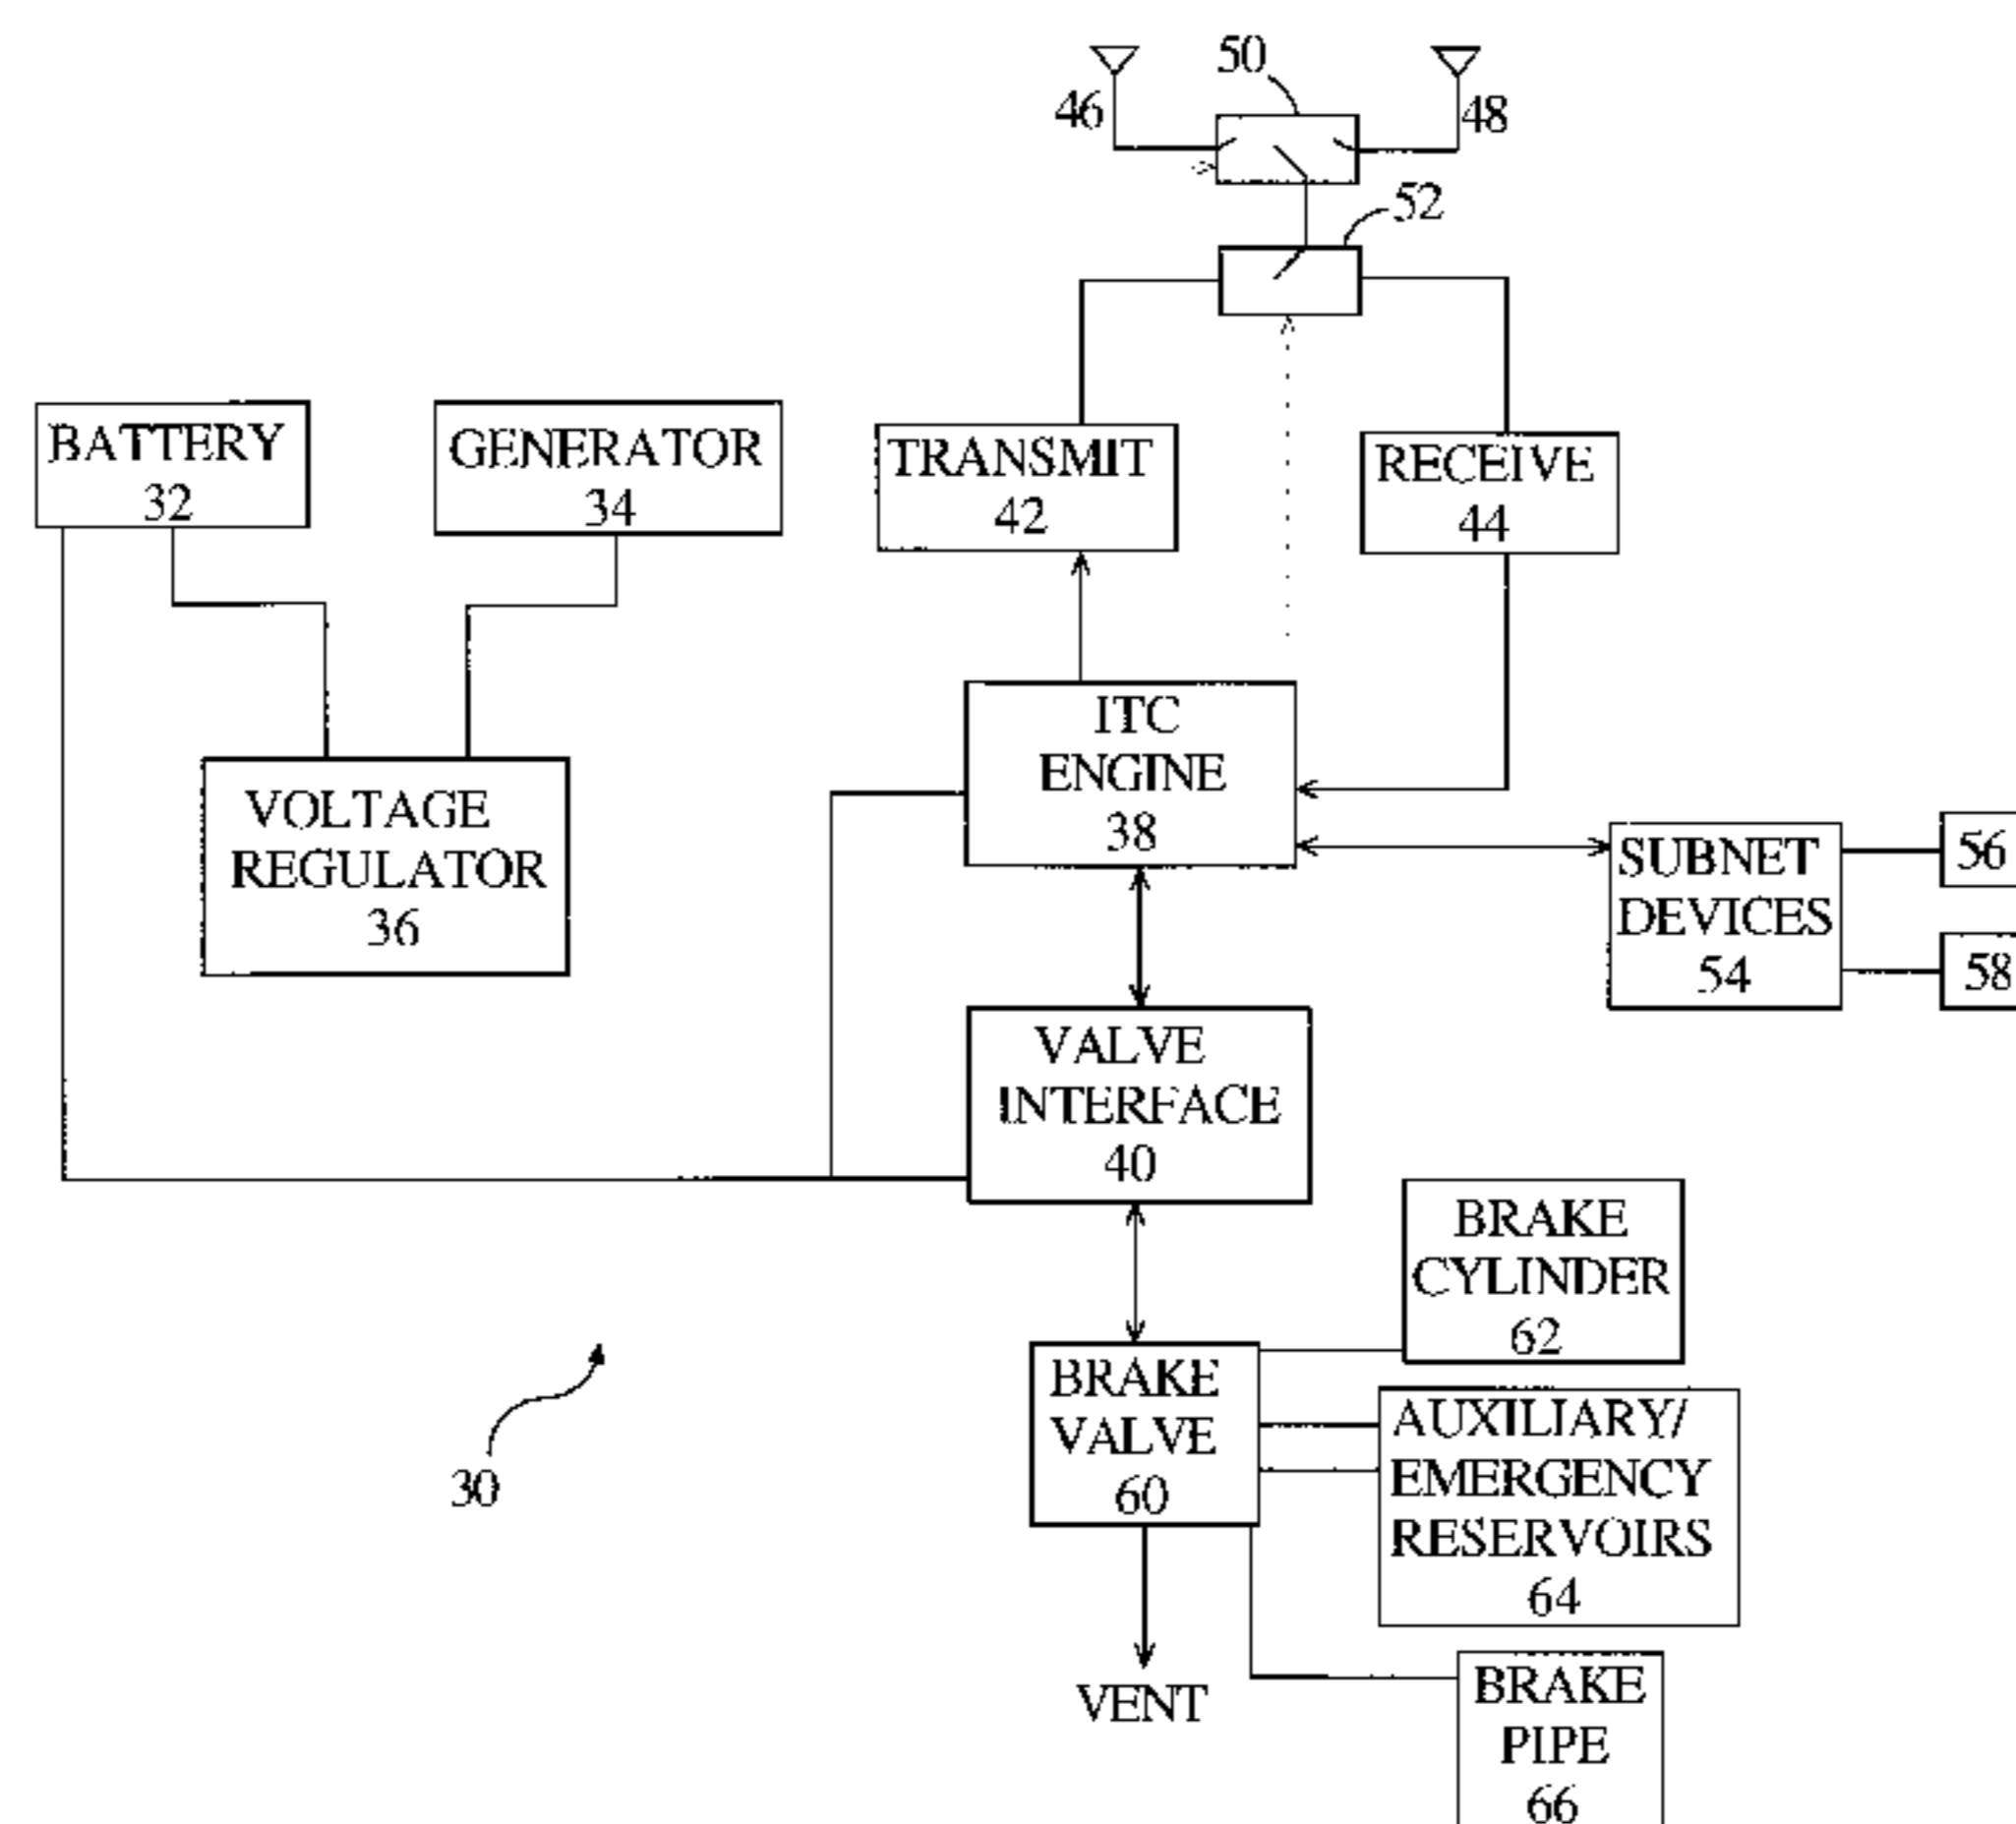 50
46
48
52
BATTERY
32
GENERATOR
34
TRANSMIT
42
RECEIVE
44
ITC
ENGINE
38
VOLTAGE
REGULATOR
36
SUBNET
DEVICES
54
56
58
VALVE
INTERFACE
40
BRAKE
CYLINDER
62
BRAKE
VALVE
60
AUXILIARY/
EMERGENCY
RESERVOIRS
64
30
VENT
BRAKE
PIPE
66